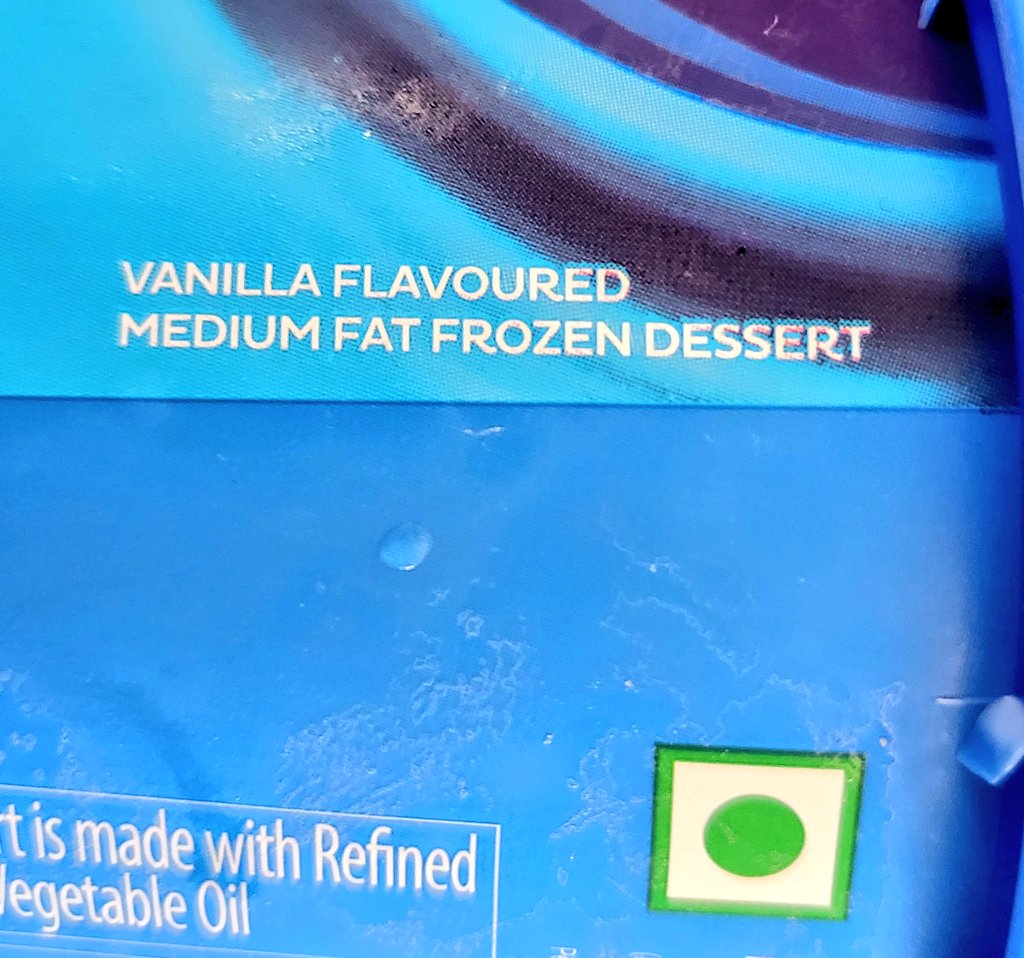 VANILLA FLAVOURED
MEDIUM FAT FROZEN DESSERT
is made with Refined
Vegetable Oil